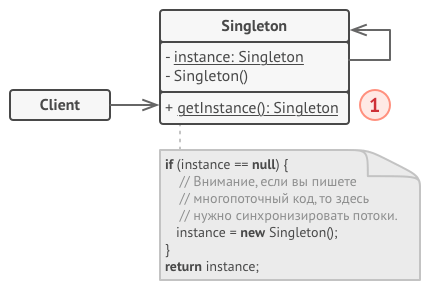 Singleton
- instance: Singleton
- Singleton()
Client
+ getInstance(): Singleton
1
if (instance == null) {
// Внимание, если вы пишете
// многопоточный код, то здесь
// нужно синхронизировать потоки.
instance = new Singleton();
}
return instance;